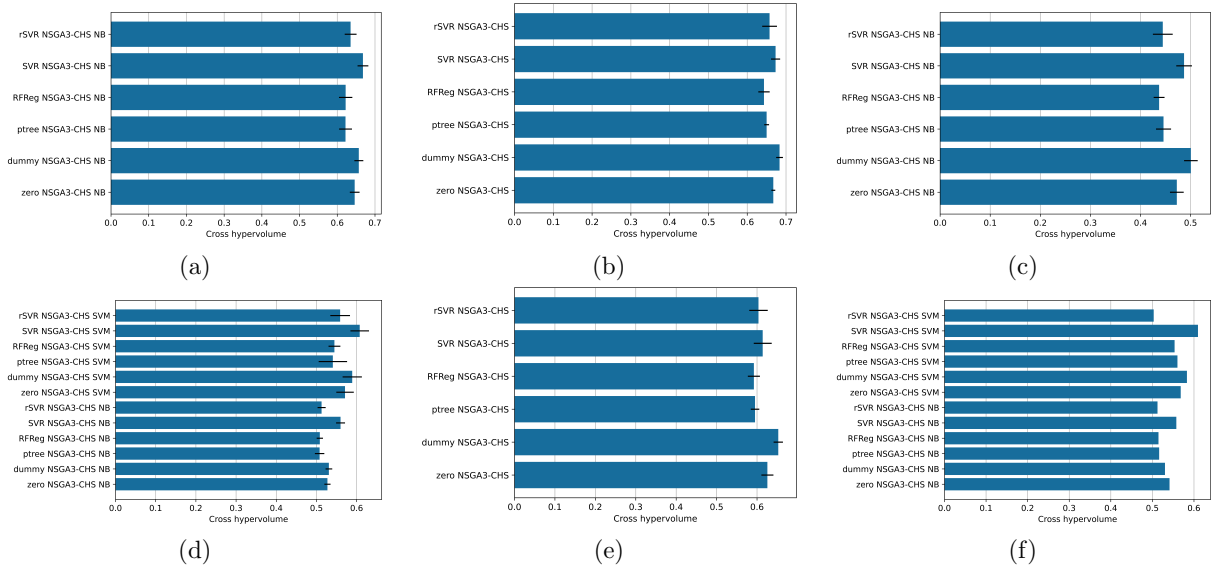 rSVR NSGA3-CHS NB
SVR NSGA3-CHS NB
RFReg NSGA3-CHS NB
ptree NSGA3-CHS NB
dummy NSGA3-CHS NB
zero NSGA3-CHS NB
0.0 0.1 0.2 0.3 0.4 0.5 0.6 0.7
Cross hypervolume
(a)
rSVR NSGA3-CHS
SVR NSGA3-CHS
RFReg NSGA3-CHS
ptree NSGA3-CHS
dummy NSGA3-CHS
zero NSGA3-CHS
0.0 0.1 0.2 0.3 0.4 0.5 0.6 0.7
Cross hypervolume
(b)
rSVR NSGA3-CHS NB
SVR NSGA3-CHS NB
RFReg NSGA3-CHS NB
ptree NSGA3-CHS NB
dummy NSGA3-CHS NB
zero NSGA3-CHS NB
0.0 0.1 0.2 0.3 0.4 0.5
Cross hypervolume
(c)
rSVR NSGA3-CHS SVM
SVR NSGA3-CHS SVM
RFReg NSGA3-CHS SVM
ptree NSGA3-CHS SVM
dummy NSGA3-CHS SVM
zero NSGA3-CHS SVM
rSVR NSGA3-CHS NB
SVR NSGA3-CHS NB
RFReg NSGA3-CHS NB
ptree NSGA3-CHS NB
dummy NSGA3-CHS NB
zero NSGA3-CHS NB
0.0 0.1 0.2 0.3 0.4 0.5 0.6
Cross hypervolume
(d)
rSVR NSGA3-CHS
SVR NSGA3-CHS
RFReg NSGA3-CHS
ptree NSGA3-CHS
dummy NSGA3-CHS
zero NSGA3-CHS
0.0 0.1 0.2 0.3 0.4 0.5 0.6
Cross hypervolume
(e)
rSVR NSGA3-CHS SVM
SVR NSGA3-CHS SVM
RFReg NSGA3-CHS SVM
ptree NSGA3-CHS SVM
dummy NSGA3-CHS SVM
zero NSGA3-CHS SVM
rSVR NSGA3-CHS NB
SVR NSGA3-CHS NB
RFReg NSGA3-CHS NB
ptree NSGA3-CHS NB
dummy NSGA3-CHS NB
zero NSGA3-CHS NB
0.0 0.1 0.2 0.3 0.4 0.5 0.6
Cross hypervolume
(f)